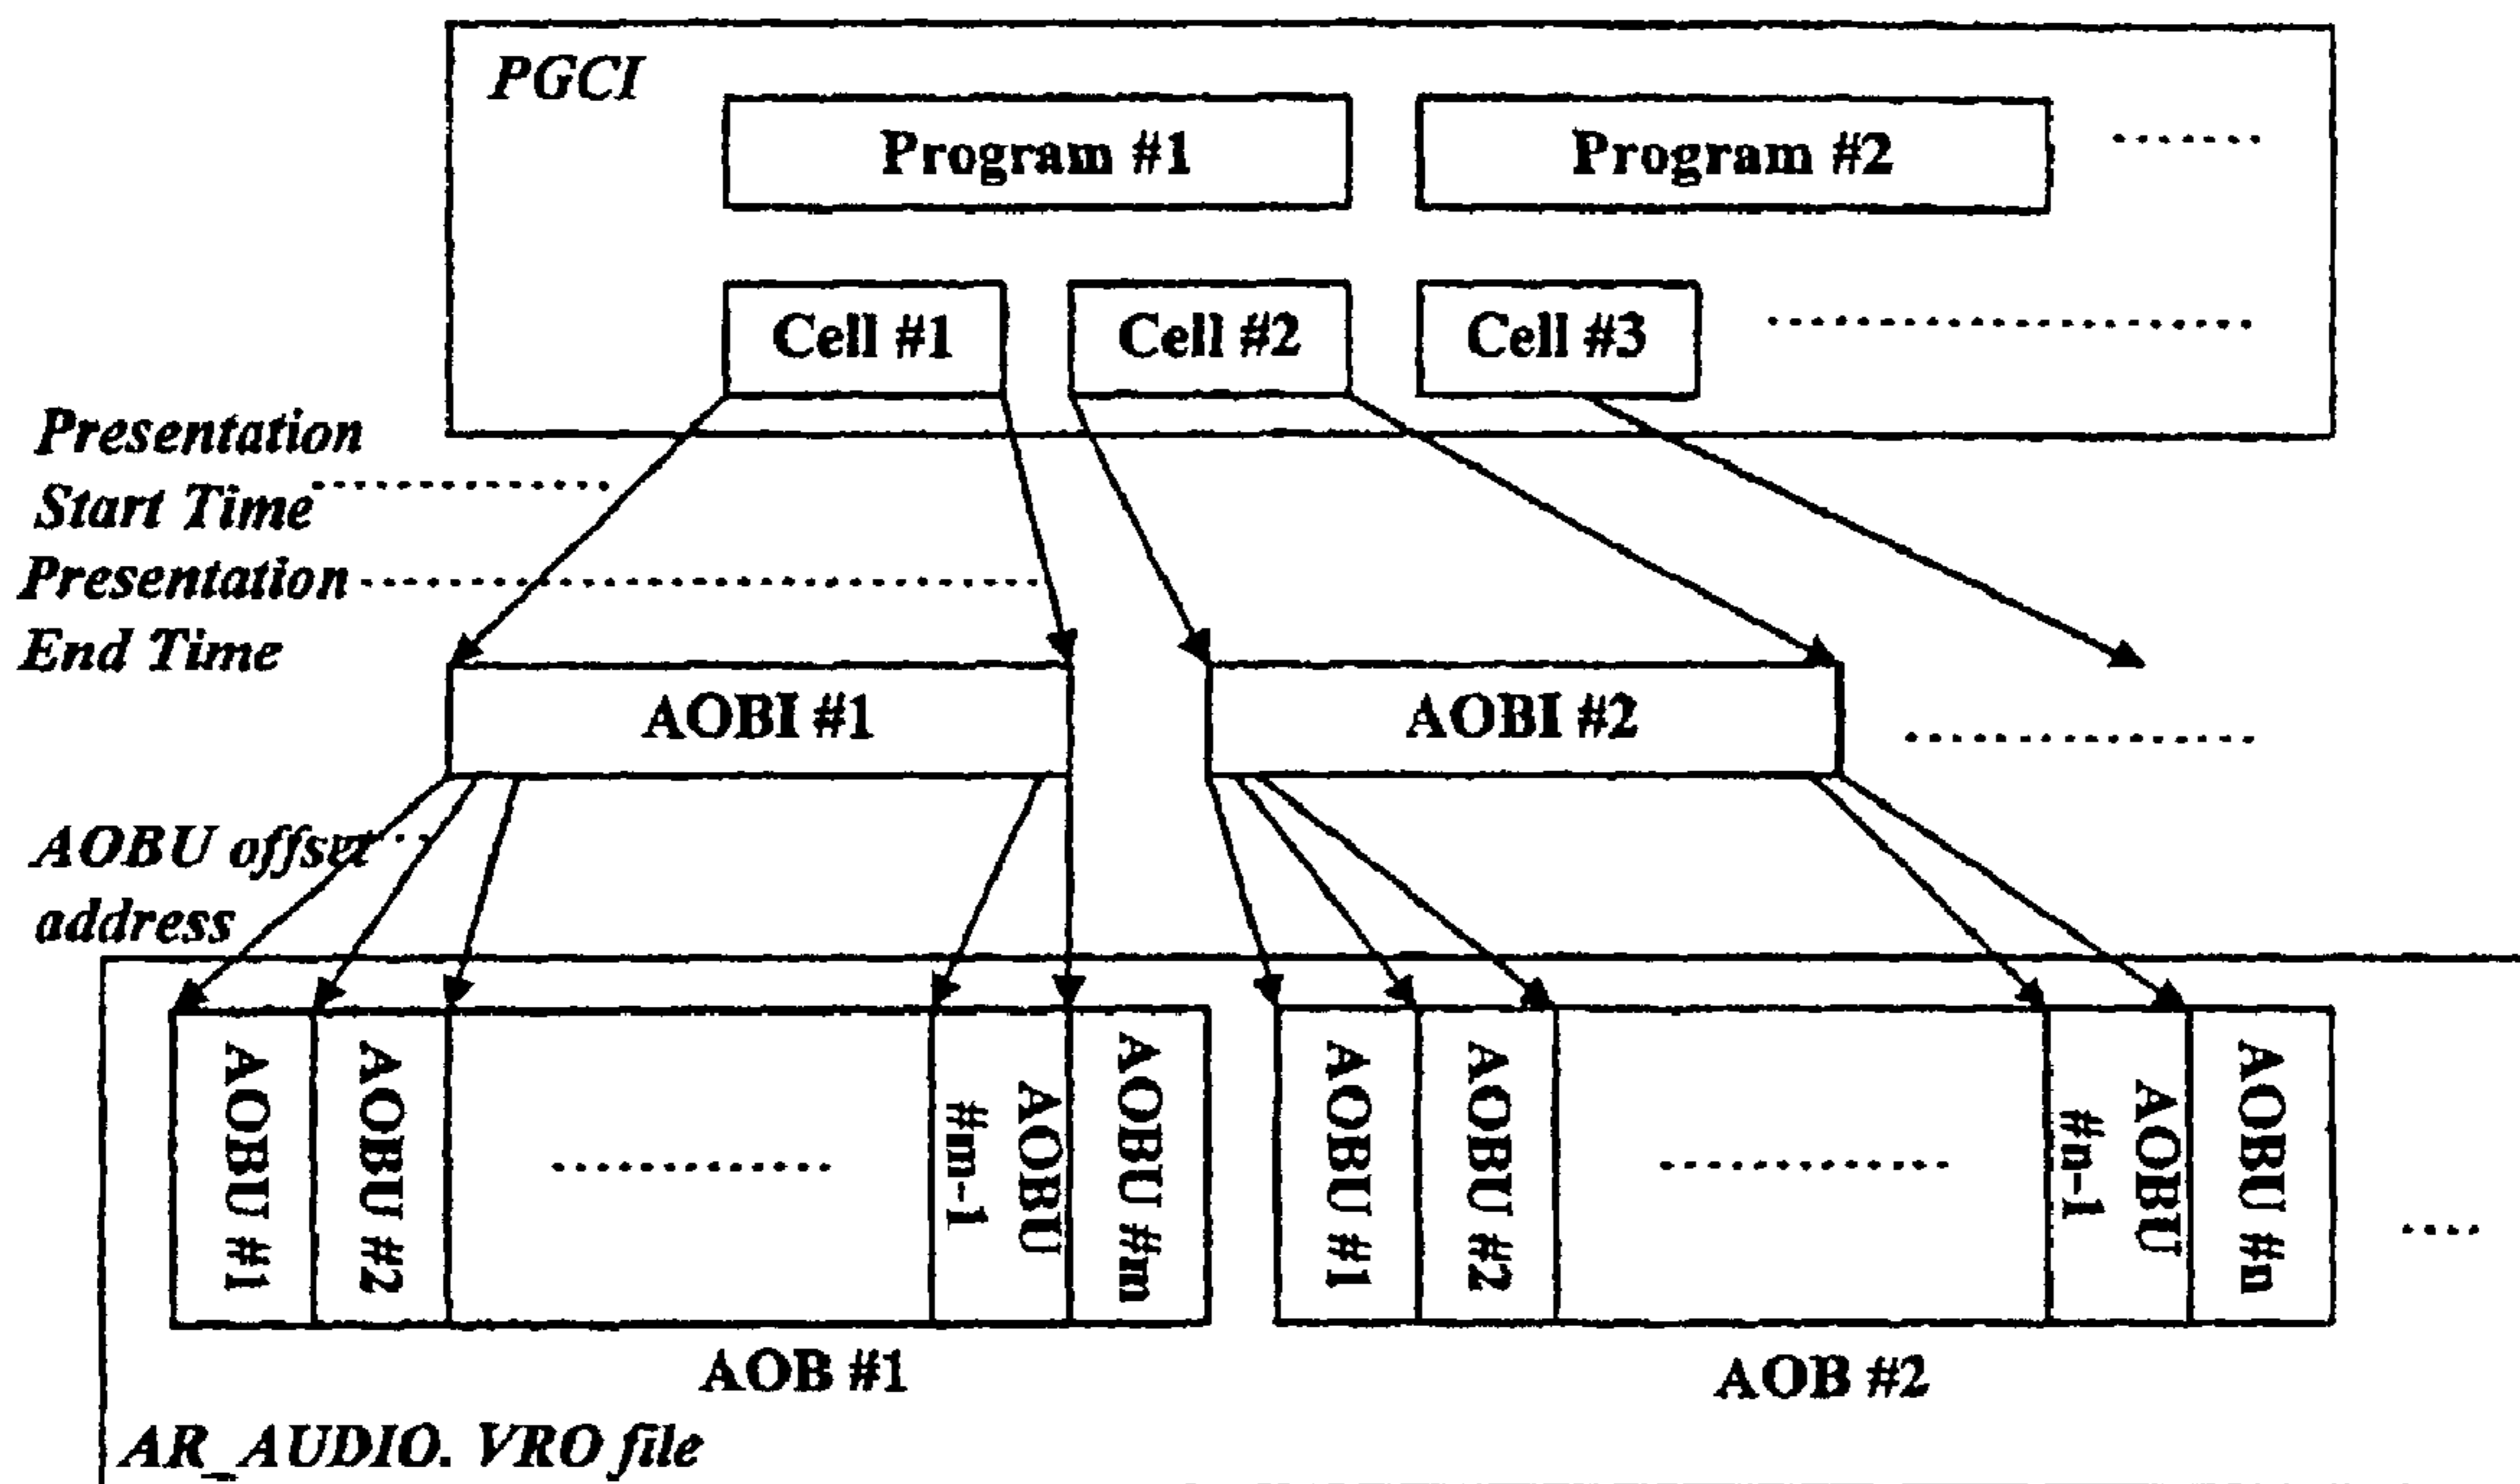 PGCI
Program #1
Program #2
Cell #1
Cell #2
Cell #3
Presentation
Start Time
Presentation
End Time
AOBI #1
AOBI #2
AOBU offset
address
AOBU #1
AOBU #2
AOBU
#m-1
AOBU #m
AOBU #1
AOBU #2
AOBU
#n-1
AOBU #n
AOB #1
AOB #2
AR_AUDIO. VRO file